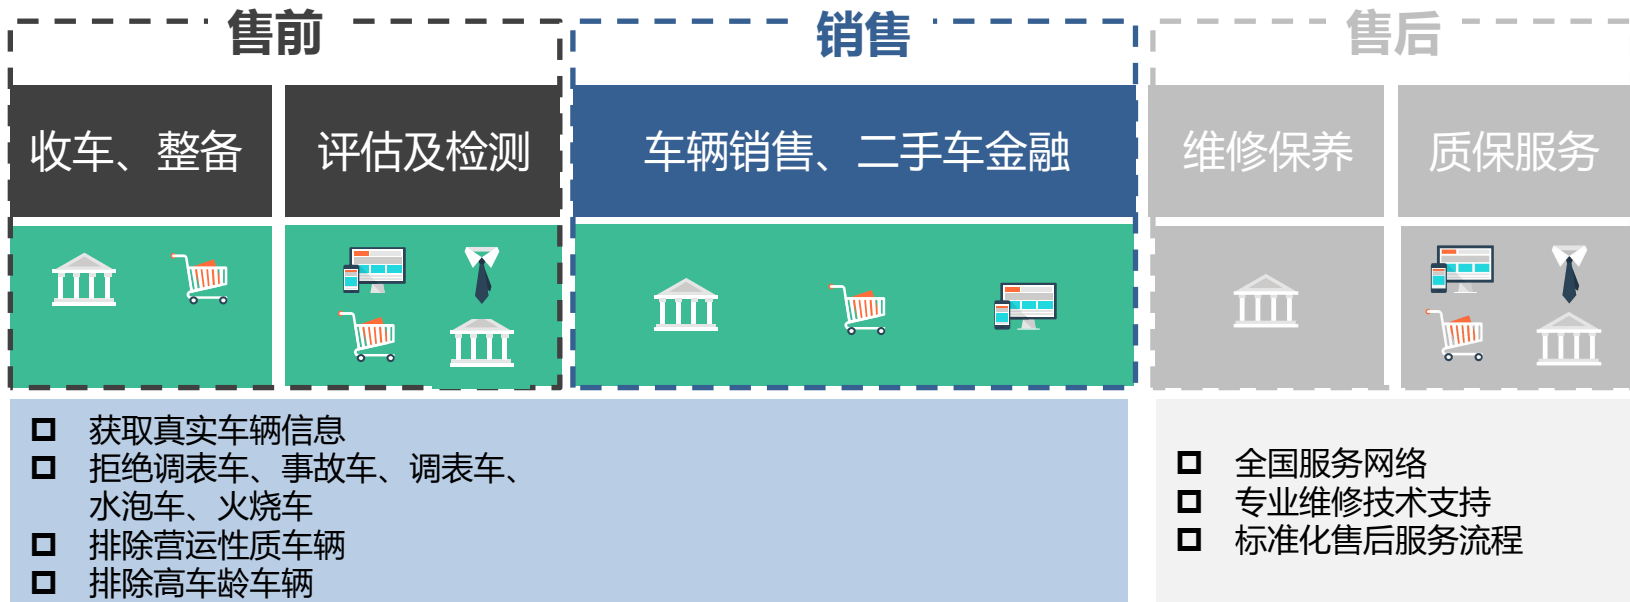 售前
销售
售后
收车、整备
评估及检测
车辆销售、二手车金融
维修保养
质保服务
获取真实车辆信息
拒绝调表车、事故车、调表车、
水泡车、火烧车
排除营运性质车辆
排除高车龄车辆
全国服务网络
专业维修技术支持
标准化售后服务流程